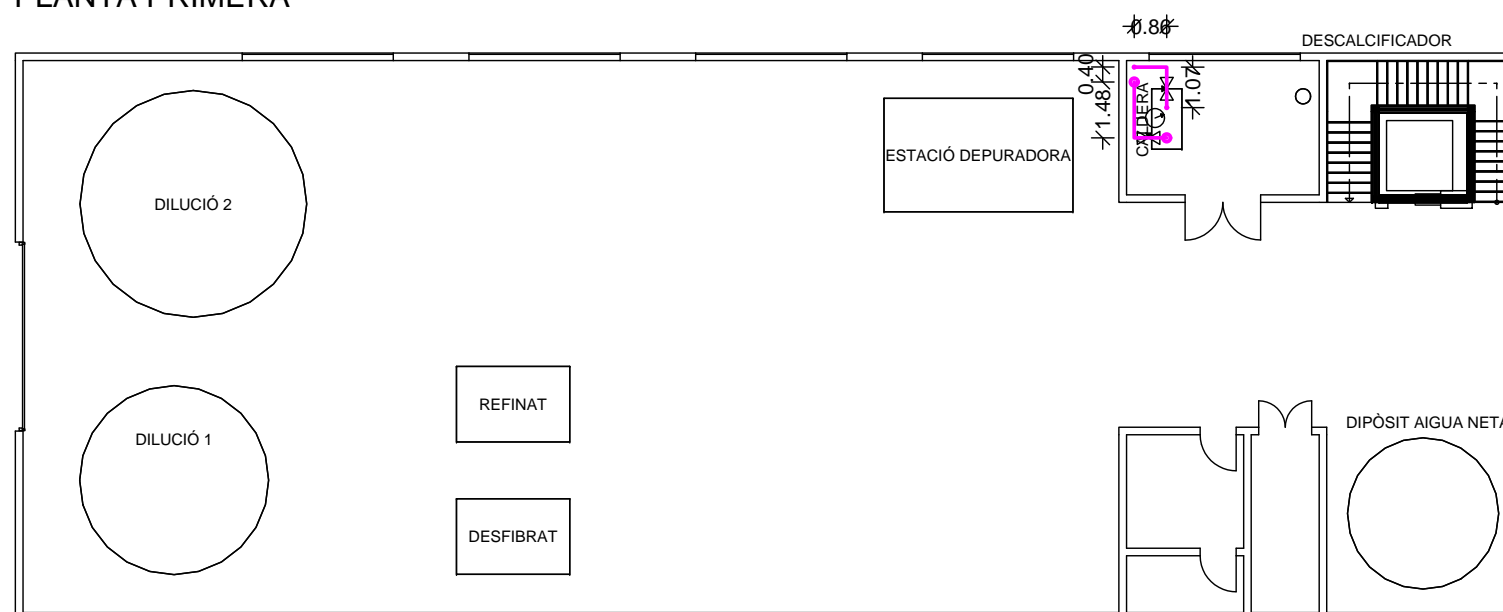 PLANTA PRIMERA
0.86
DESCALCIFICADOR
0.40
1.07
1.48
CALDERA
ESTACIÓ DEPURADORA
DILUCIÓ 2
REFINAT
DILUCIÓ 1
DIPÒSIT AIGUA NETA
DESFIBRAT